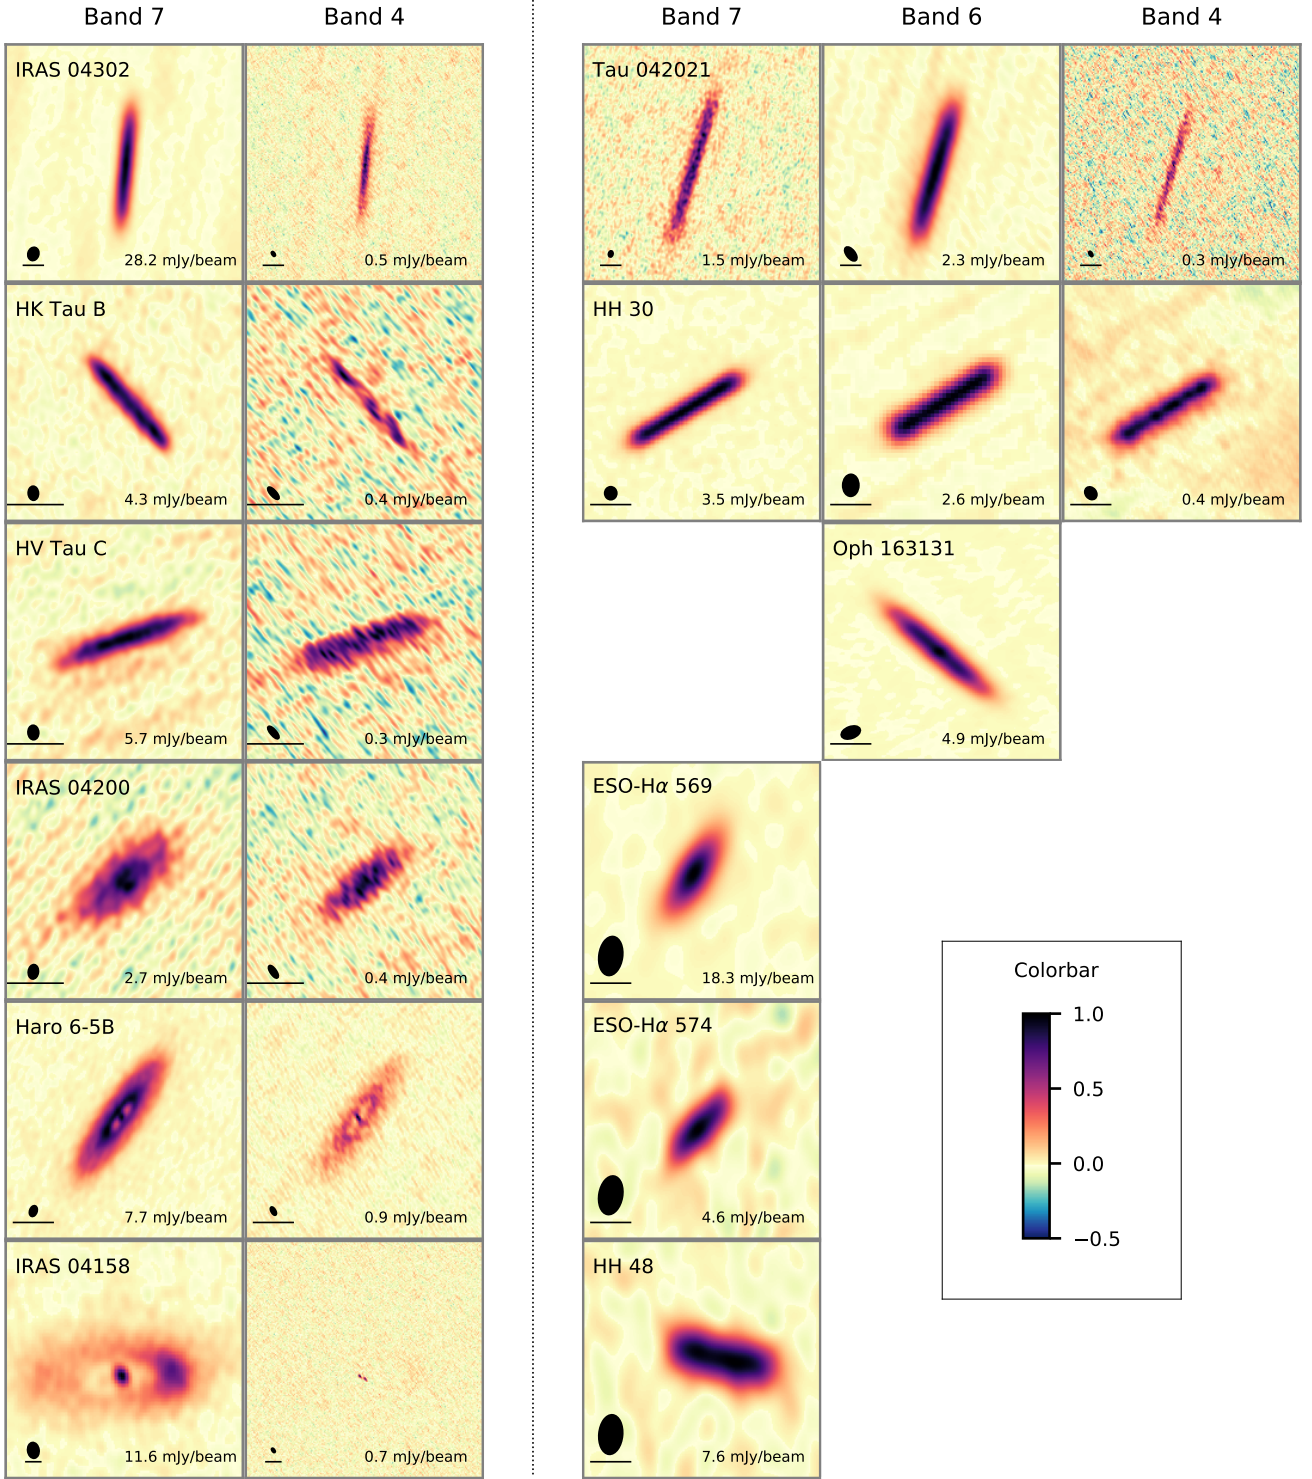 Band 7 Band 4 Band 7 Band 6 Band 4
IRAS 04302 Tau 042021
28.2 mJy/beam 0.5 mJy/beam 1.5 mJy/beam 2.3 mJy/beam 0.3 mJy/beam
HK Tau B HH 30
4.3 mJy/beam 0.4 mJy/beam 3.5 mJy/beam 2.6 mJy/beam 0.4 mJy/beam
HV Tau C Oph 163131
5.7 mJy/beam 0.3 mJy/beam 4.9 mJy/beam
IRAS 04200 ESO-Hα 569
2.7 mJy/beam 0.4 mJy/beam 18.3 mJy/beam
Colorbar
1.0
0.5
0.0
−0.5
Haro 6-5B ESO-Hα 574
7.7 mJy/beam 0.9 mJy/beam 4.6 mJy/beam
IRAS 04158 HH 48
11.6 mJy/beam 0.7 mJy/beam 7.6 mJy/beam